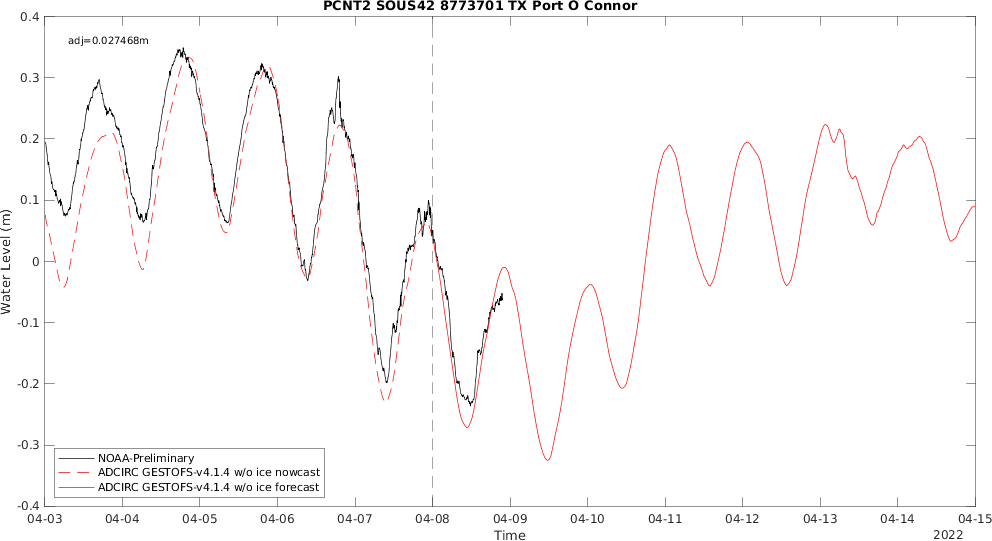 PCNT2 SOUS42 8773701 TX Port O Connor
adj=0.027468m
0.4
0.3
0.2
0.1
0
-0.1
-0.2
-0.3
-0.4
Water Level (m)
NOAA-Preliminary
ADCIRC GESTOFS-v4.1.4 w/o ice nowcast
ADCIRC GESTOFS-v4.1.4 w/o ice forecast
04-03 04-04 04-05 04-06 04-07 04-08 04-09 04-10 04-11 04-12 04-13 04-14 04-15
Time
2022